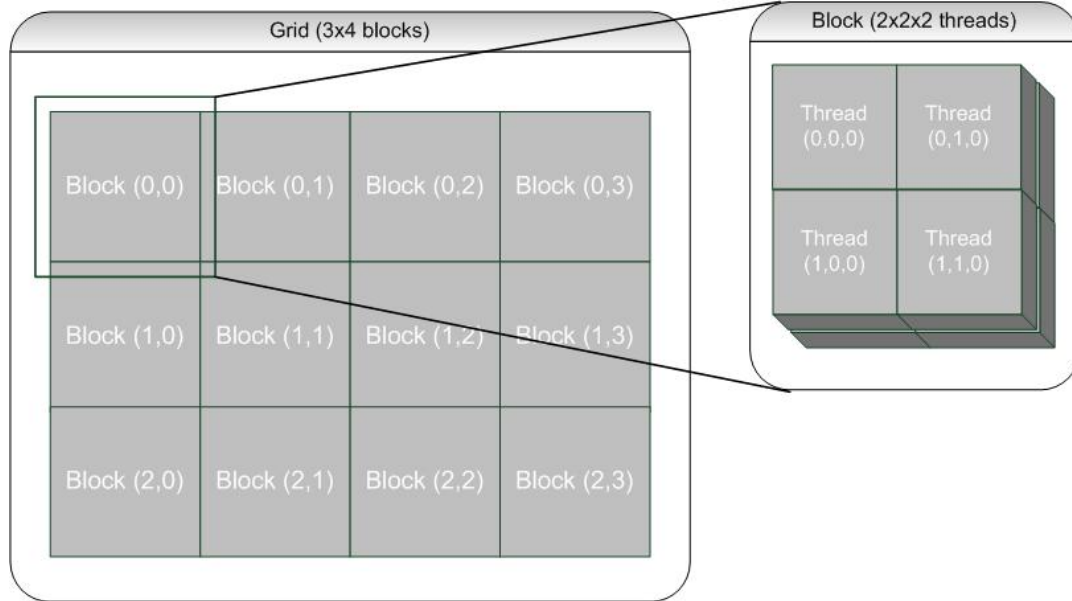 Grid (3x4 blocks)
Block (0,0) Block (0,1) Block (0,2) Block (0,3)
Block (1,0) Block (1,1) Block (1,2) Block (1,3)
Block (2,0) Block (2,1) Block (2,2) Block (2,3)
Block (2x2x2 threads)
Thread
(0,0,0)
Thread
(0,1,0)
Thread
(1,0,0)
Thread
(1,1,0)